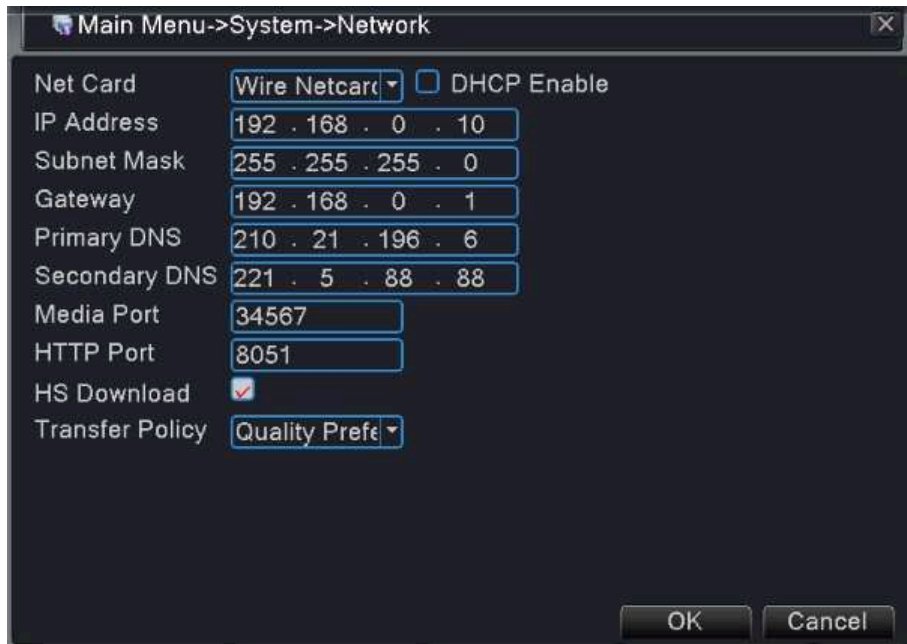 Main Menu->System->Network
Net Card Wire Netcar DHCP Enable
IP Address 192 . 168 . 0 . 10
Subnet Mask 255 . 255 . 255 . 0
Gateway 192 . 168 . 0 . 1
Primary DNS 210 . 21 . 196 . 6
Secondary DNS 221 . 5 . 88 . 88
Media Port 34567
HTTP Port 8051
HS Download
Transfer Policy Quality Prefe
OK Cancel